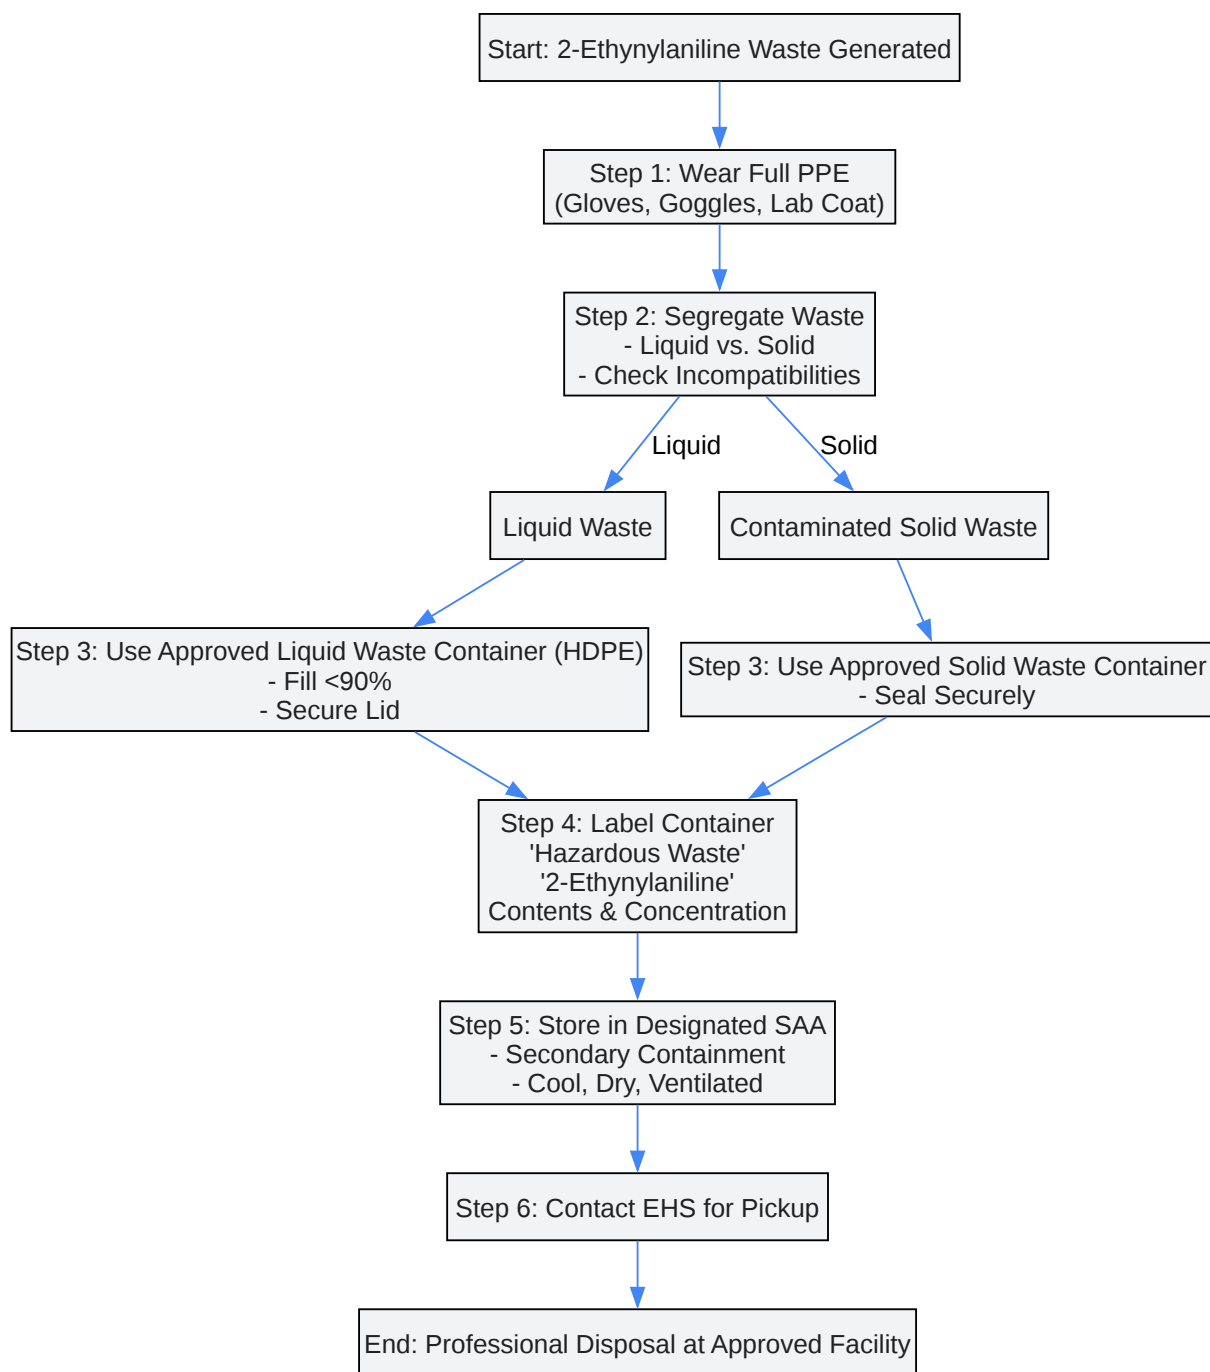 Start: 2-Ethynylaniline Waste Generated
Step 1: Wear Full PPE
(Gloves, Goggles, Lab Coat)
Step 2: Segregate Waste
- Liquid vs. Solid
- Check Incompatibilities
Liquid
Solid
Liquid Waste
Contaminated Solid Waste
Step 3: Use Approved Liquid Waste Container (HDPE)
- Fill <90%
- Secure Lid
Step 3: Use Approved Solid Waste Container
- Seal Securely
Step 4: Label Container
'Hazardous Waste'
'2-Ethynylaniline'
Contents & Concentration
Step 5: Store in Designated SAA
- Secondary Containment
- Cool, Dry, Ventilated
Step 6: Contact EHS for Pickup
End: Professional Disposal at Approved Facility